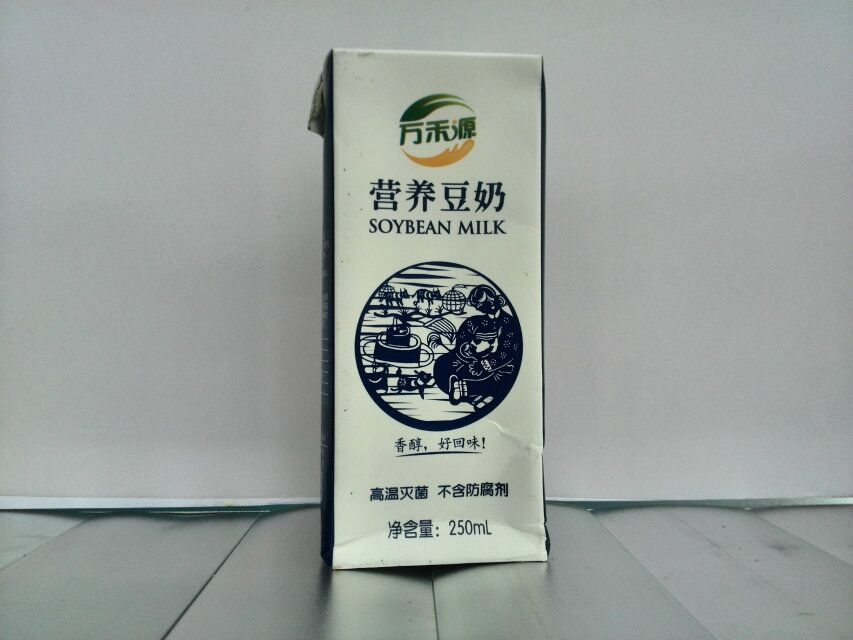 万禾源
营养豆奶
SOYBEAN MILK
香醇，好回味！
高温灭菌 不含防腐剂
净含量：250mL